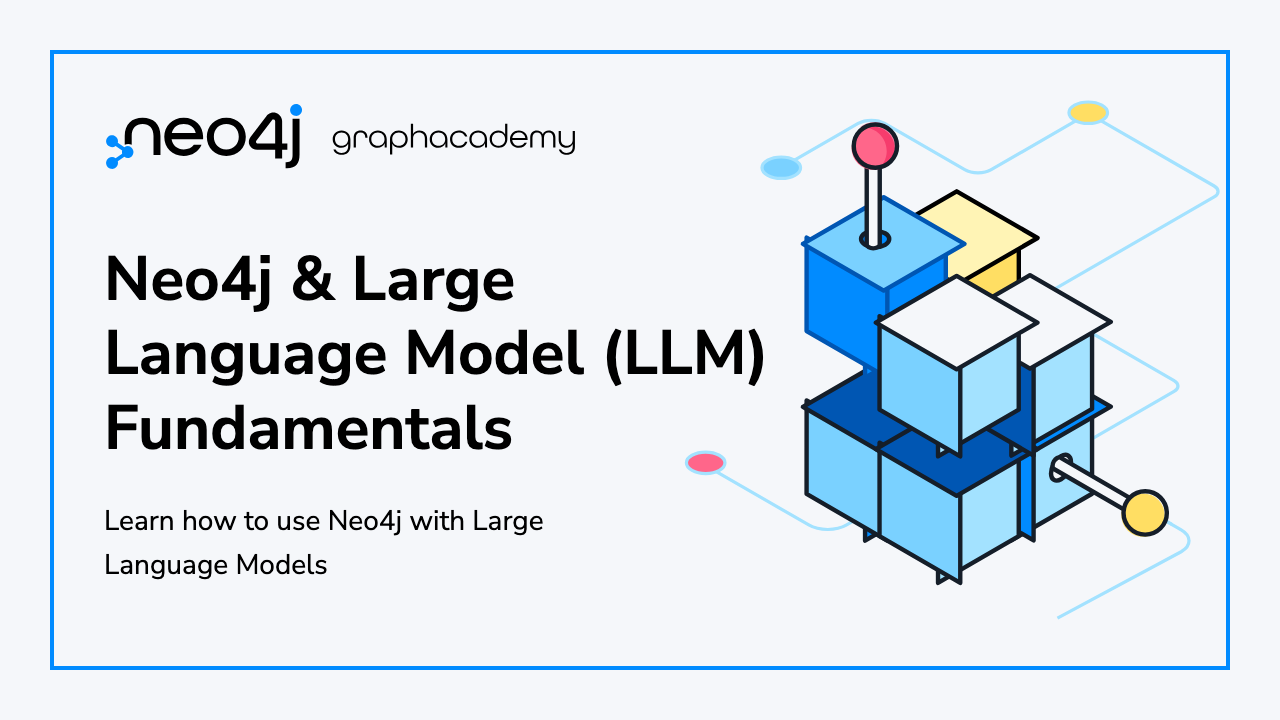 neo4j graphacademy
Neo4j & Large
Language Model (LLM)
Fundamentals
Learn how to use Neo4j with Large
Language Models